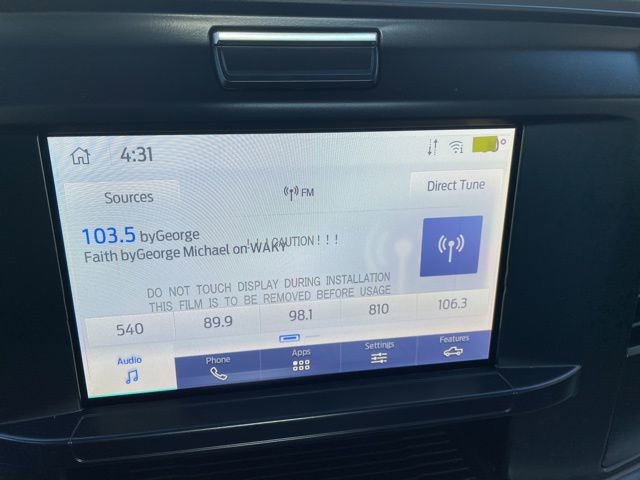 4:31
Sources
FM
Direct Tune
103.5 byGeorge
Faith byGeorge Michael on WAKY
! ! CAUTION ! ! !
DO NOT TOUCH DISPLAY DURING INSTALLATION
THIS FILM IS TO BE REMOVED BEFORE USAGE
540 89.9 98.1 810 106.3
Audio Phone Apps Settings Features